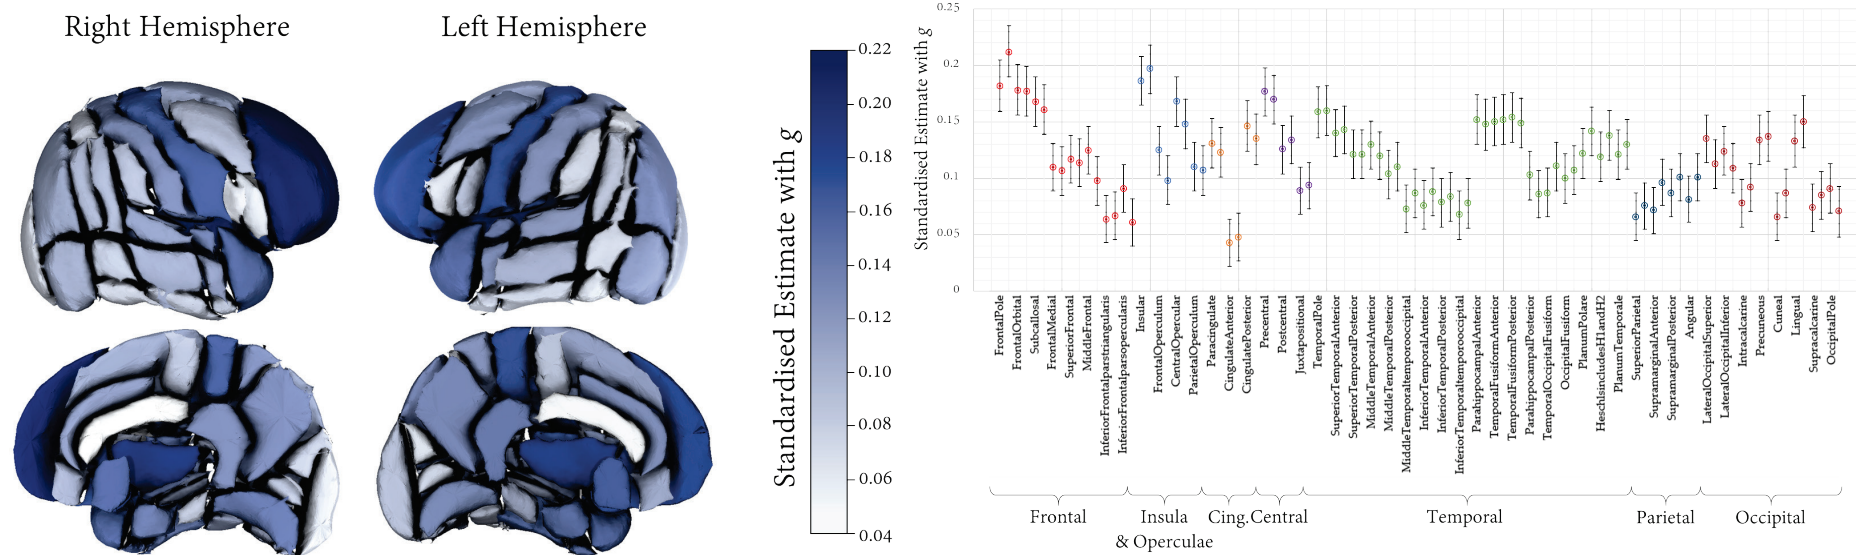 Right Hemisphere
Left Hemisphere
Standardised Estimate with g
0.22
0.20
0.18
0.16
0.14
0.12
0.10
0.08
0.06
0.04
Standardised Estimate with g
0.25
0.2
0.15
0.1
0.05
0
FrontalPole
FrontalOrbital
Subcallosal
FrontalMedial
SuperiorFrontal
MiddleFrontal
InferiorFrontalparstriangularis
InferiorFrontalparsopercularis
Insular
FrontalOperculum
CentralOpercular
ParietalOperculum
Paracingulate
CingulateAnterior
CingulatePosterior
Precentral
Postcentral
Juxtapositional
TemporalPole
SuperiorTemporalAnterior
SuperiorTemporalPosterior
MiddleTemporalAnterior
MiddleTemporalPosterior
MiddleTemporaltemporooccipital
InferiorTemporalAnterior
InferiorTemporalPosterior
InferiorTemporaltemporooccipital
ParahippocampalAnterior
TemporalFusiformAnterior
TemporalFusiformPosterior
ParahippocampalPosterior
TemporalOccipitalFusiform
OccipitalFusiform
PlanumPolare
HeschlsincludesH1andH2
PlanumTemporale
SuperiorParietal
SupramarginalAnterior
SupramarginalPosterior
Angular
LateralOccipitalSuperior
LateralOccipitalInferior
Intracalcarine
Precuneous
Cuneal
Lingual
Supracalcarine
OccipitalPole
Frontal
Insula
& Operculae
Cing.
Central
Temporal
Parietal
Occipital